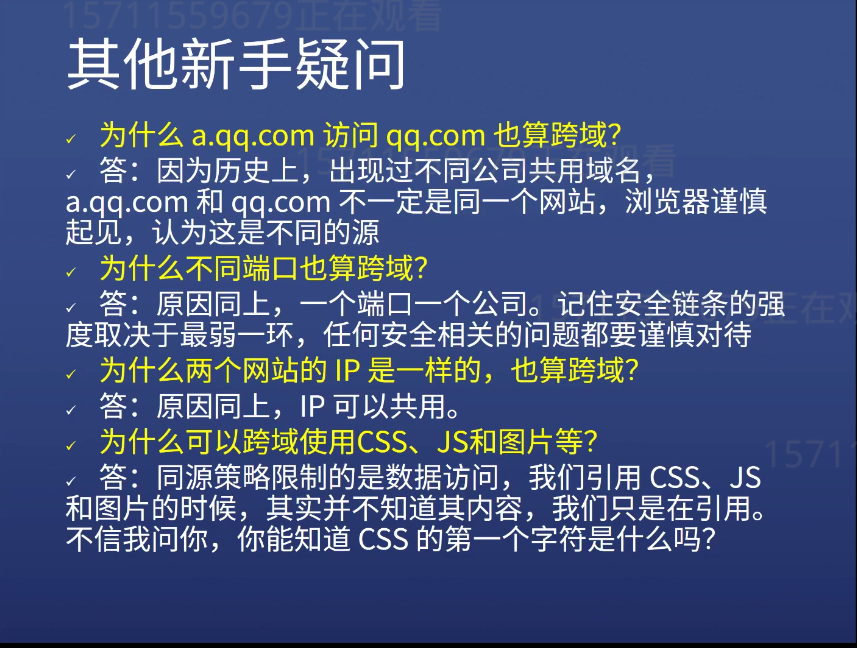 15711559679正在观看
其他新手疑问
✓ 为什么 a.qq.com 访问 qq.com 也算跨域？
✓ 答：因为历史上，出现过不同公司共用域名，
a.qq.com 和 qq.com 不一定是同一个网站，浏览器谨慎
起见，认为这是不同的源
✓ 为什么不同端口也算跨域？
✓ 答：原因同上，一个端口一个公司。记住安全链条的强
度取决于最弱一环，任何安全相关的问题都要谨慎对待
✓ 为什么两个网站的 IP 是一样的，也算跨域？
✓ 答：原因同上，IP 可以共用。
✓ 为什么可以跨域使用CSS、JS和图片等？
✓ 答：同源策略限制的是数据访问，我们引用 CSS、JS
和图片的时候，其实并不知道其内容，我们只是在引用。
不信我问你，你能知道 CSS 的第一个字符是什么吗？